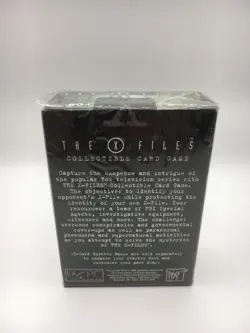 THE X FILES
COLLECTIBLE CARD GAME
Capture the suspense and intrigue of
the popular Fox television series with
THE X-FILES Collectible Card Game.
The objective: to identify your
opponent's X-File while protecting the
identity of your own X-File. Your
resources: a team of FBI Special
Agents, investigative equipment,
witnesses and more. The challenge:
overcome conspiracies and governmental
cover-ups as well as paranormal
phenomena and supernatural activities
as you attempt to solve the mysteries
of THE X-FILES.